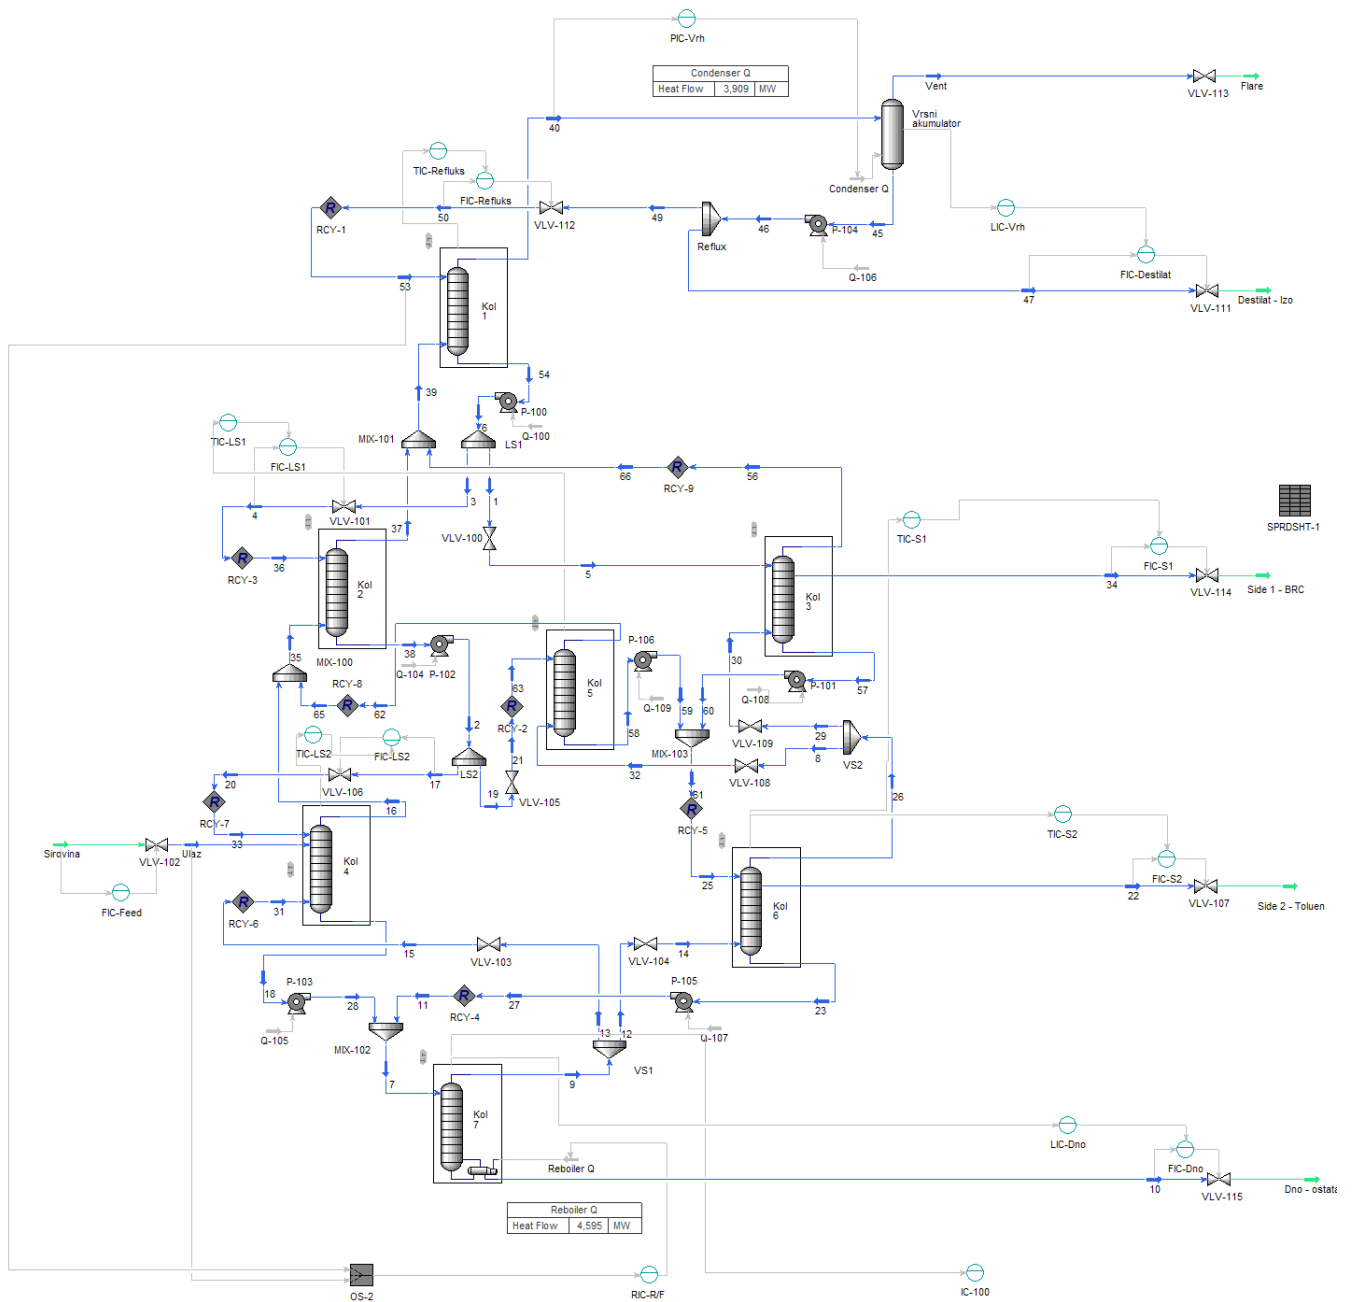 PIC-Vrh
Condenser Q
Heat Flow 3,909 MW
Vent
VLV-113
Flare
40
Vrsni
akumulator
TIC-Refluks
FIC-Refluks
Condenser Q
RCY-1
50
VLV-112
49
Reflux
46
P-104
45
LIC-Vrh
Q-106
FIC-Destilat
53
47
VLV-111
Destilat - Izo
Kol
1
54
39
P-100
6
Q-100
TIC-LS1
FIC-LS1
MIX-101
LS1
66
RCY-9
56
4
VLV-101
3
1
37
VLV-100
TIC-S1
SPRDSHT-1
RCY-3
36
5
FIC-S1
34
VLV-114
Side 1 - BRC
Kol
2
Kol
3
35
MIX-100
38
Q-104
P-102
P-106
30
RCY-8
65
62
63
Kol
5
Q-109
59
60
Q-108
P-101
57
TIC-LS2
FIC-LS2
2
RCY-2
58
MIX-103
VLV-109
29
8
VS2
20
VLV-106
17
LS2
19
21
VLV-105
32
VLV-108
61
26
RCY-7
33
16
RCY-5
TIC-S2
Sirovina
VLV-102
Ulaz
Kol
4
FIC-Feed
RCY-6
31
25
Kol
6
22
FIC-S2
VLV-107
Side 2 - Toluen
15
VLV-103
VLV-104
14
18
P-103
28
11
RCY-4
27
P-105
23
Q-105
MIX-102
13
12
Q-107
7
9
VS1
Kol
7
LIC-Dno
Reboiler Q
FIC-Dno
10
VLV-115
Dno - ostata
Reboiler Q
Heat Flow 4,595 MW
OS-2
RIC-R/F
IC-100